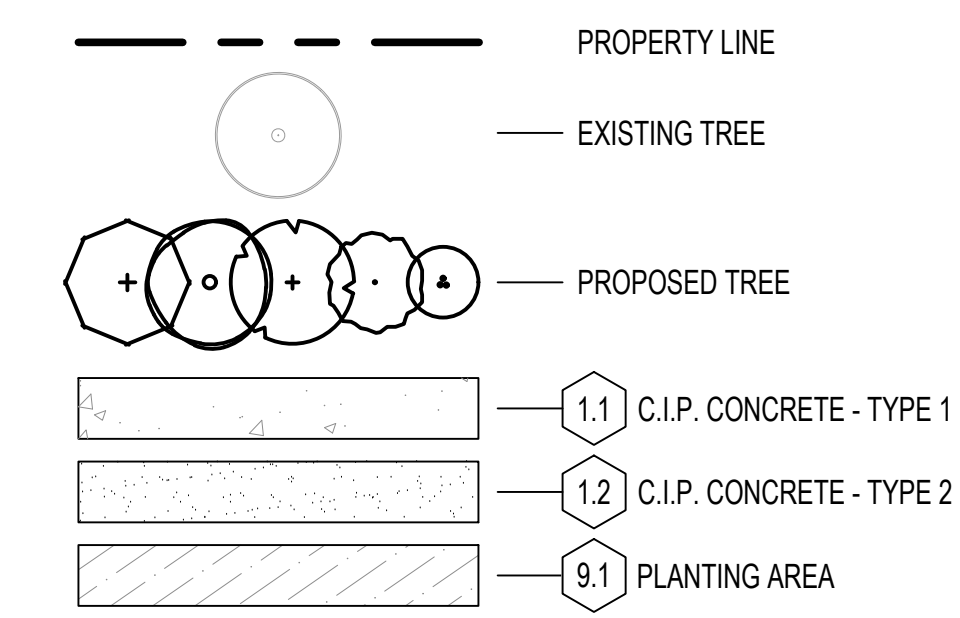 PROPERTY LINE
EXISTING TREE
PROPOSED TREE
1.1 C.I.P. CONCRETE - TYPE 1
1.2 C.I.P. CONCRETE - TYPE 2
9.1 PLANTING AREA